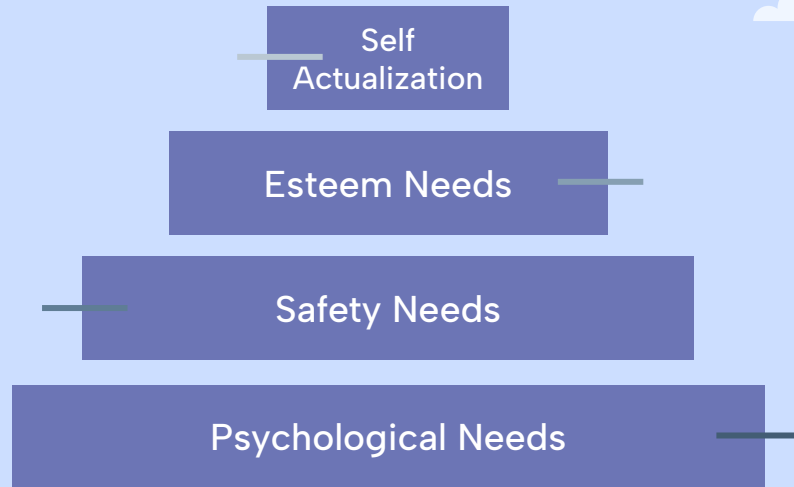 Self
Actualization
Esteem Needs
Safety Needs
Psychological Needs